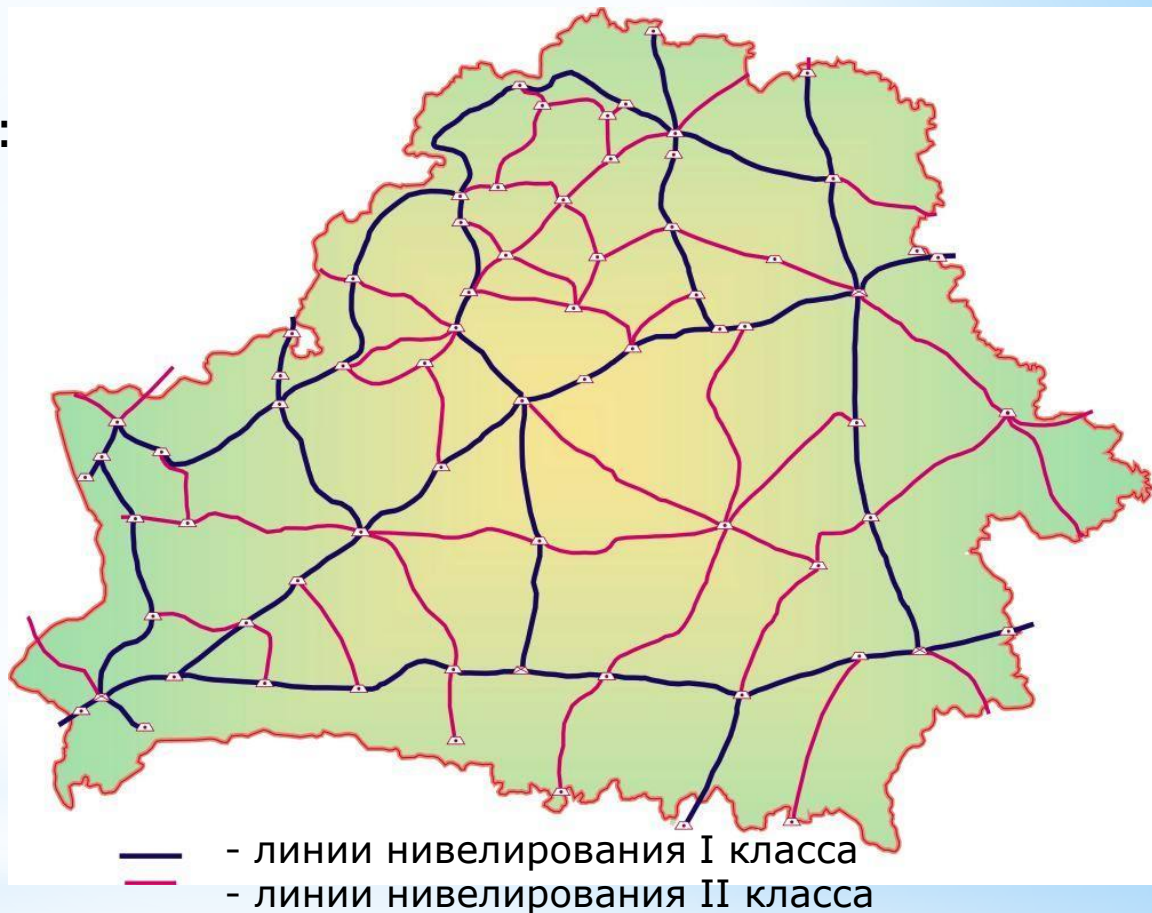 :
- линии нивелирования I класса
- линии нивелирования II класса